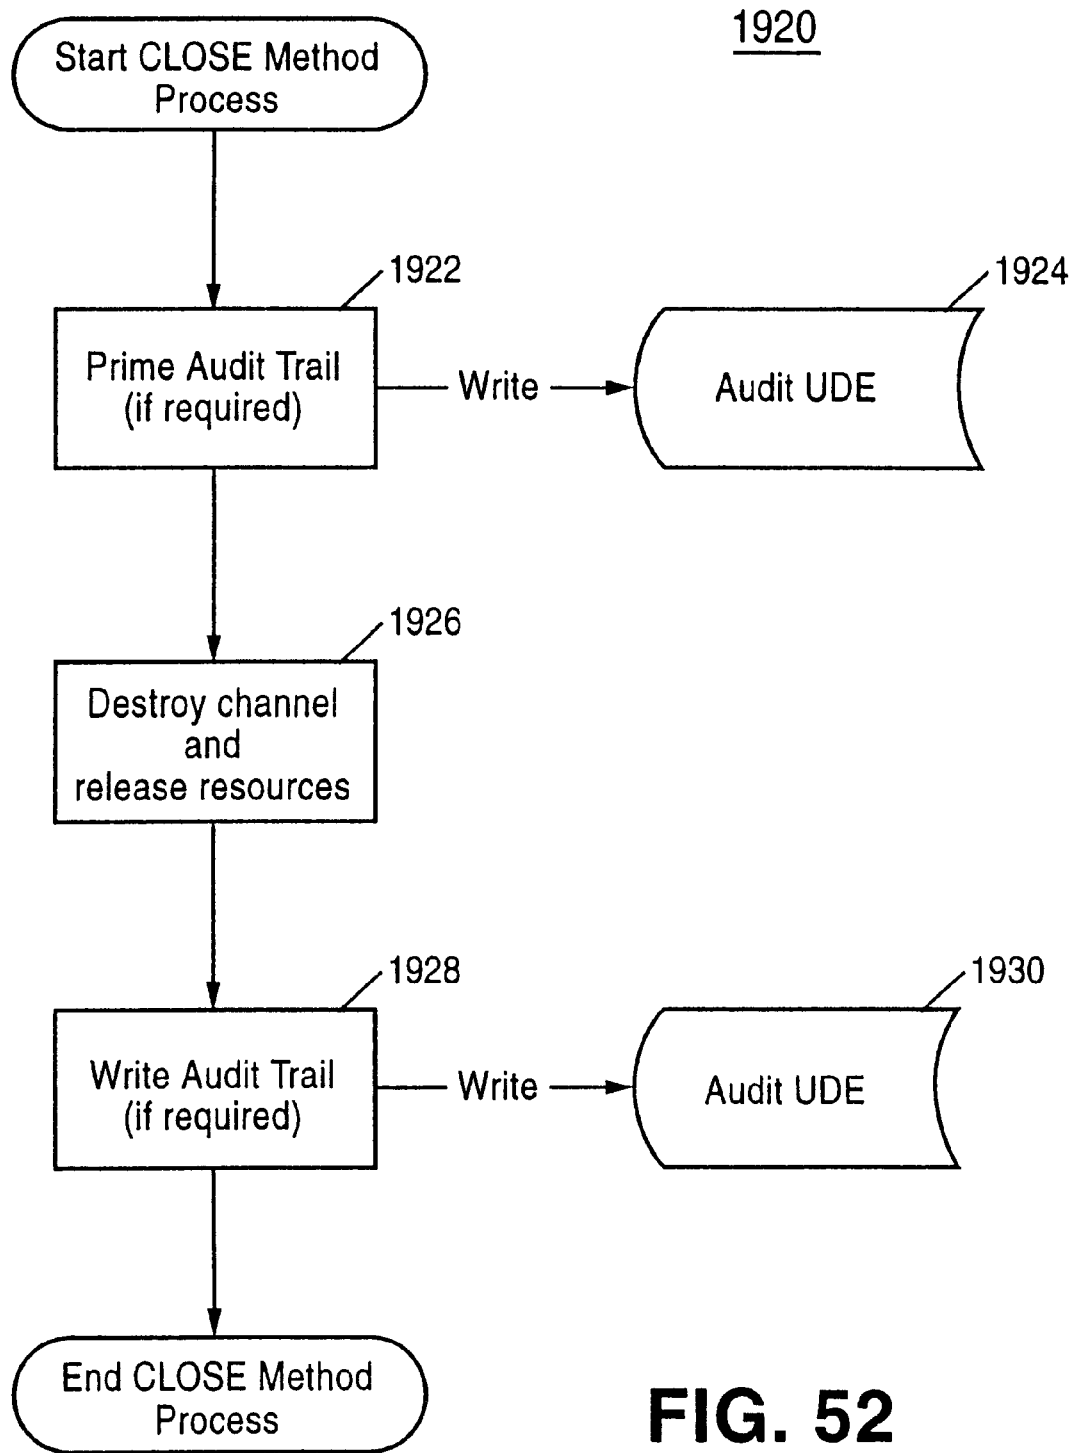 1920
Start CLOSE Method
Process
1922
Prime Audit Trail
(if required)
Write
1924
Audit UDE
1926
Destroy channel
and
release resources
1928
Write Audit Trail
(if required)
Write
1930
Audit UDE
End CLOSE Method
Process
FIG. 52